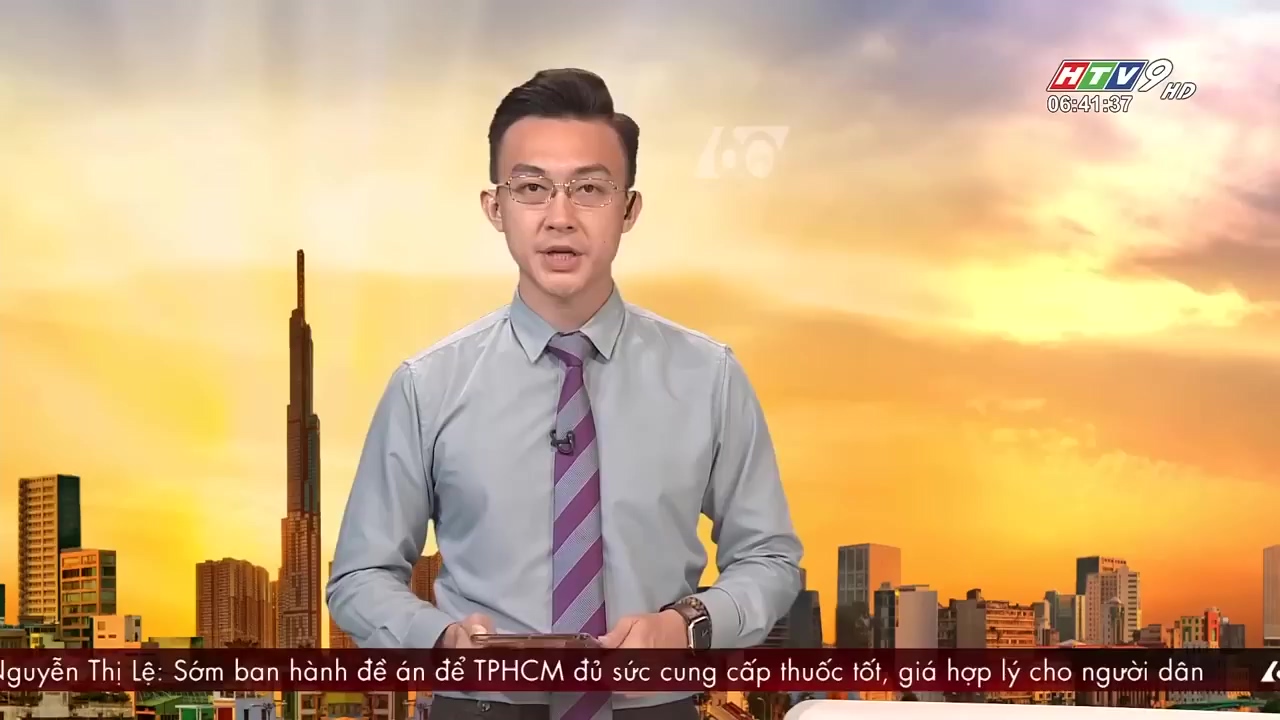 HTV9 HD
06:41:37
60
Nguyễn Thị Lệ: Sớm ban hành đề án để TPHCM đủ sức cung cấp thuốc tốt, giá hợp lý cho người dân